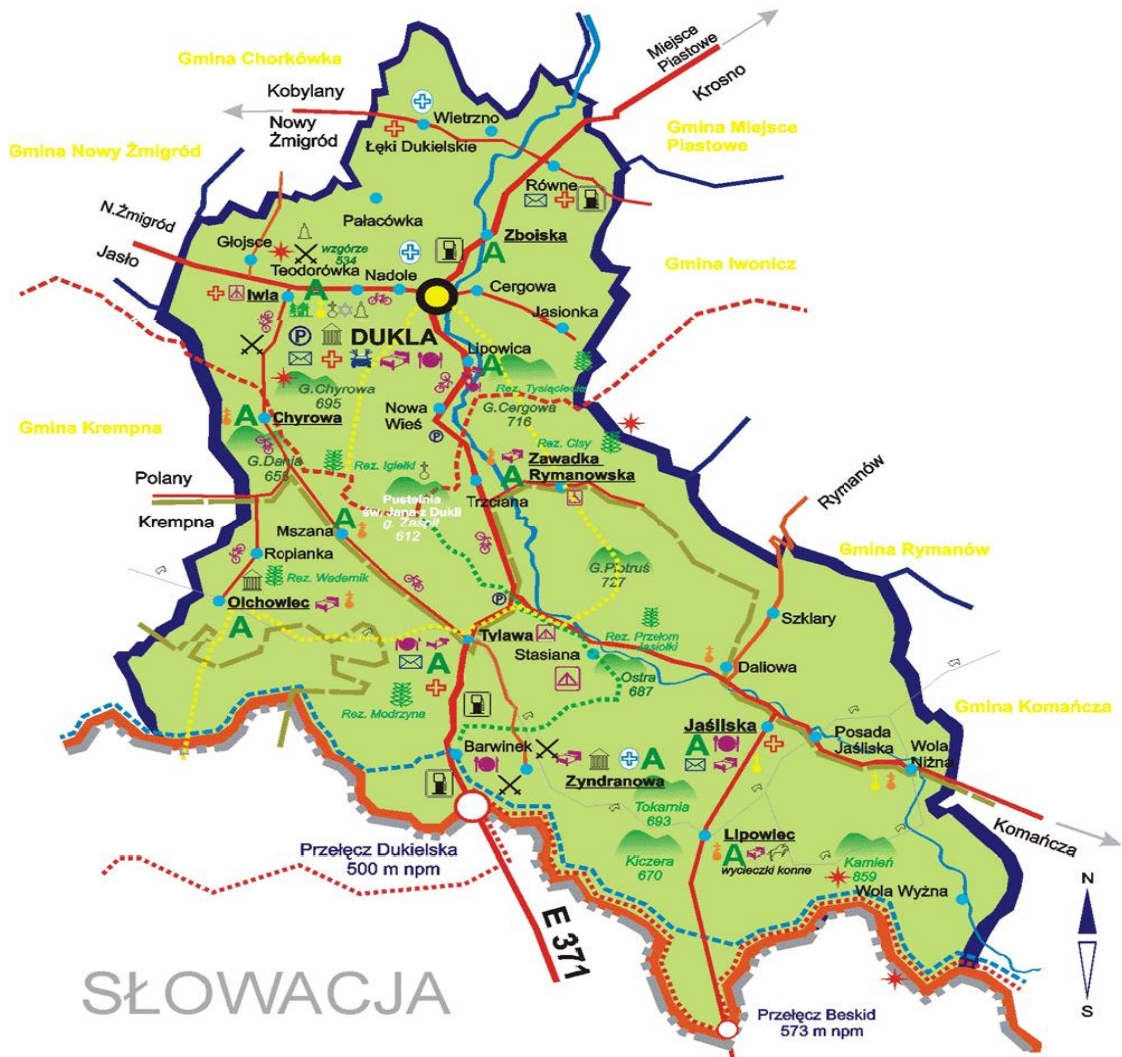 Miejsce
Piastowe
Krosno
Gmina Chorkówka
Kobylany
Nowy
Żmigród
Wietrzno
Łęki Dukielskie
Gmina Miejsce
Piastowe
Gmina Nowy Żmigród
Równe
Pałacówka
N.Żmigród
Jasło
Głojsce
wzgórze
534
Zboiska
Teodorówka
Nadole
Cergowa
Gmina Iwonicz
Iwla
Jasionka
P
DUKLA
Lipowica
A
Rez. Tysiąclecia
G.Chyrowa
695
Nowa
Wieś
G.Cergowa
716
Chyrowa
Gmina Krempna
P
Rez. Cisy
G.Dania
Rez. Igiełki
Zawadka
Rymanowska
Polany
Krempna
Pustelnia
św. Jana z Dukli
612
Trzciana
Rymanów
Mszana
A
Ropianka
G.Piotruś
727
Gmina Rymanów
Rez. Wadernik
Olchowiec
A
P
Szklary
Tylawa
Stasiana
Rez. Przełom
Jasiołki
Daliowa
A
Ostra
687
Rez. Modrzyna
Gmina Komańcza
Jaśliska
A
Posada
Jaśliska
Wola
Niżna
Barwinek
A
Zyndranowa
Tokarnia
693
Komańcza
Lipowiec
A
wycieczki konne
Kiczera
670
Kamień
859
Wola Wyżna
Przełęcz Dukielska
500 m npm
E 371
N
S
SŁOWACJA
Przełęcz Beskid
573 m npm